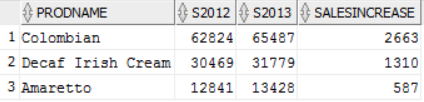 PRODNAME S2012 S2013 SALESINCREASE
1 Colombian 62824 65487 2663
2 Decaf Irish Cream 30469 31779 1310
3 Amaretto 12841 13428 587